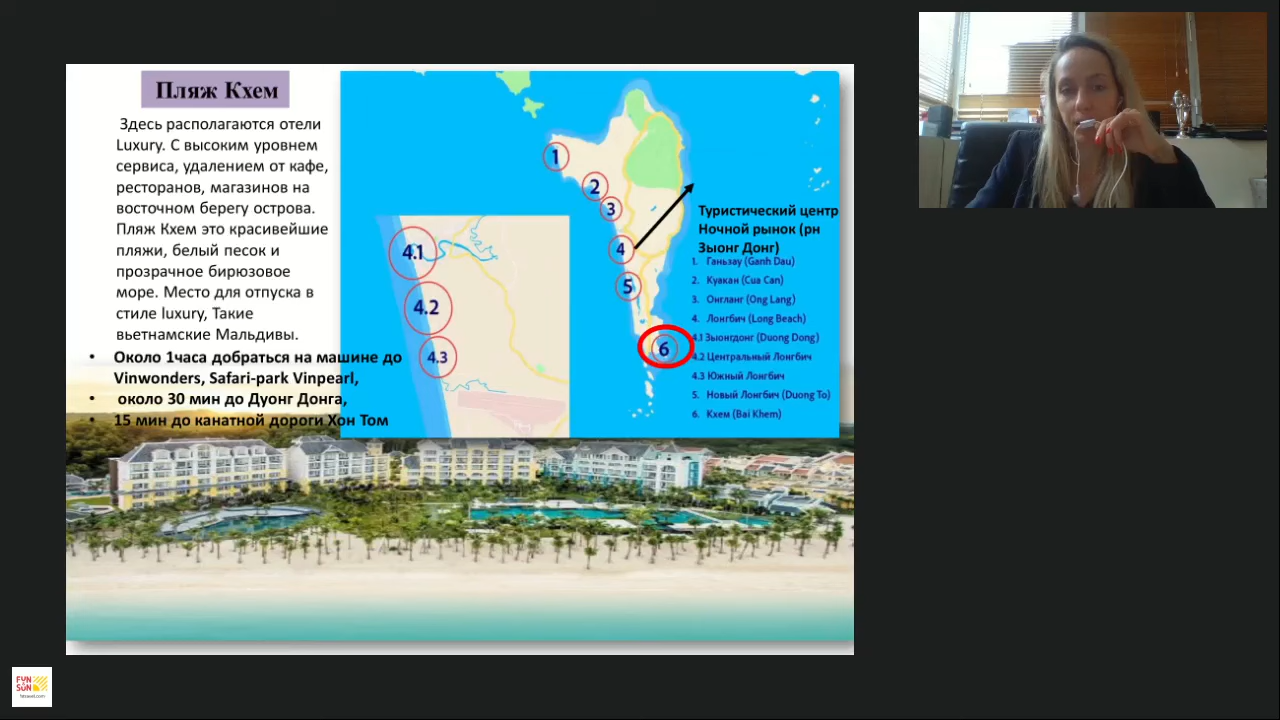 Пляж Кхем
Здесь располагаются отели
Luxury. С высоким уровнем
сервиса, удалением от кафе,
ресторанов, магазинов на
восточном берегу острова.
Пляж Кхем это красивейшие
пляжи, белый песок и
прозрачное бирюзовое
море. Место для отпуска в
стиле luxury, Такие
вьетнамские Мальдивы.
• Около 1часа добраться на машине до
Vinwonders, Safari-park Vinpearl,
• около 30 мин до Дуонг Донга,
• 15 мин до канатной дороги Хон Том
1
2
3
4
5
6
4.1
4.2
4.3
Туристический центр
Ночной рынок (рн
Зыонг Донг)
1. Ганьзау (Ganh Dau)
2. Куакан (Cua Can)
3. Онгланг (Ong Lang)
4. Лонгбич (Long Beach)
4.1 Зыонгдонг (Duong Dong)
4.2 Центральный Лонгбич
4.3 Южный Лонгбич
5. Новый Лонгбич (Duong To)
6. Кхем (Bai Khem)
FUN
&SUN
fstravel.com